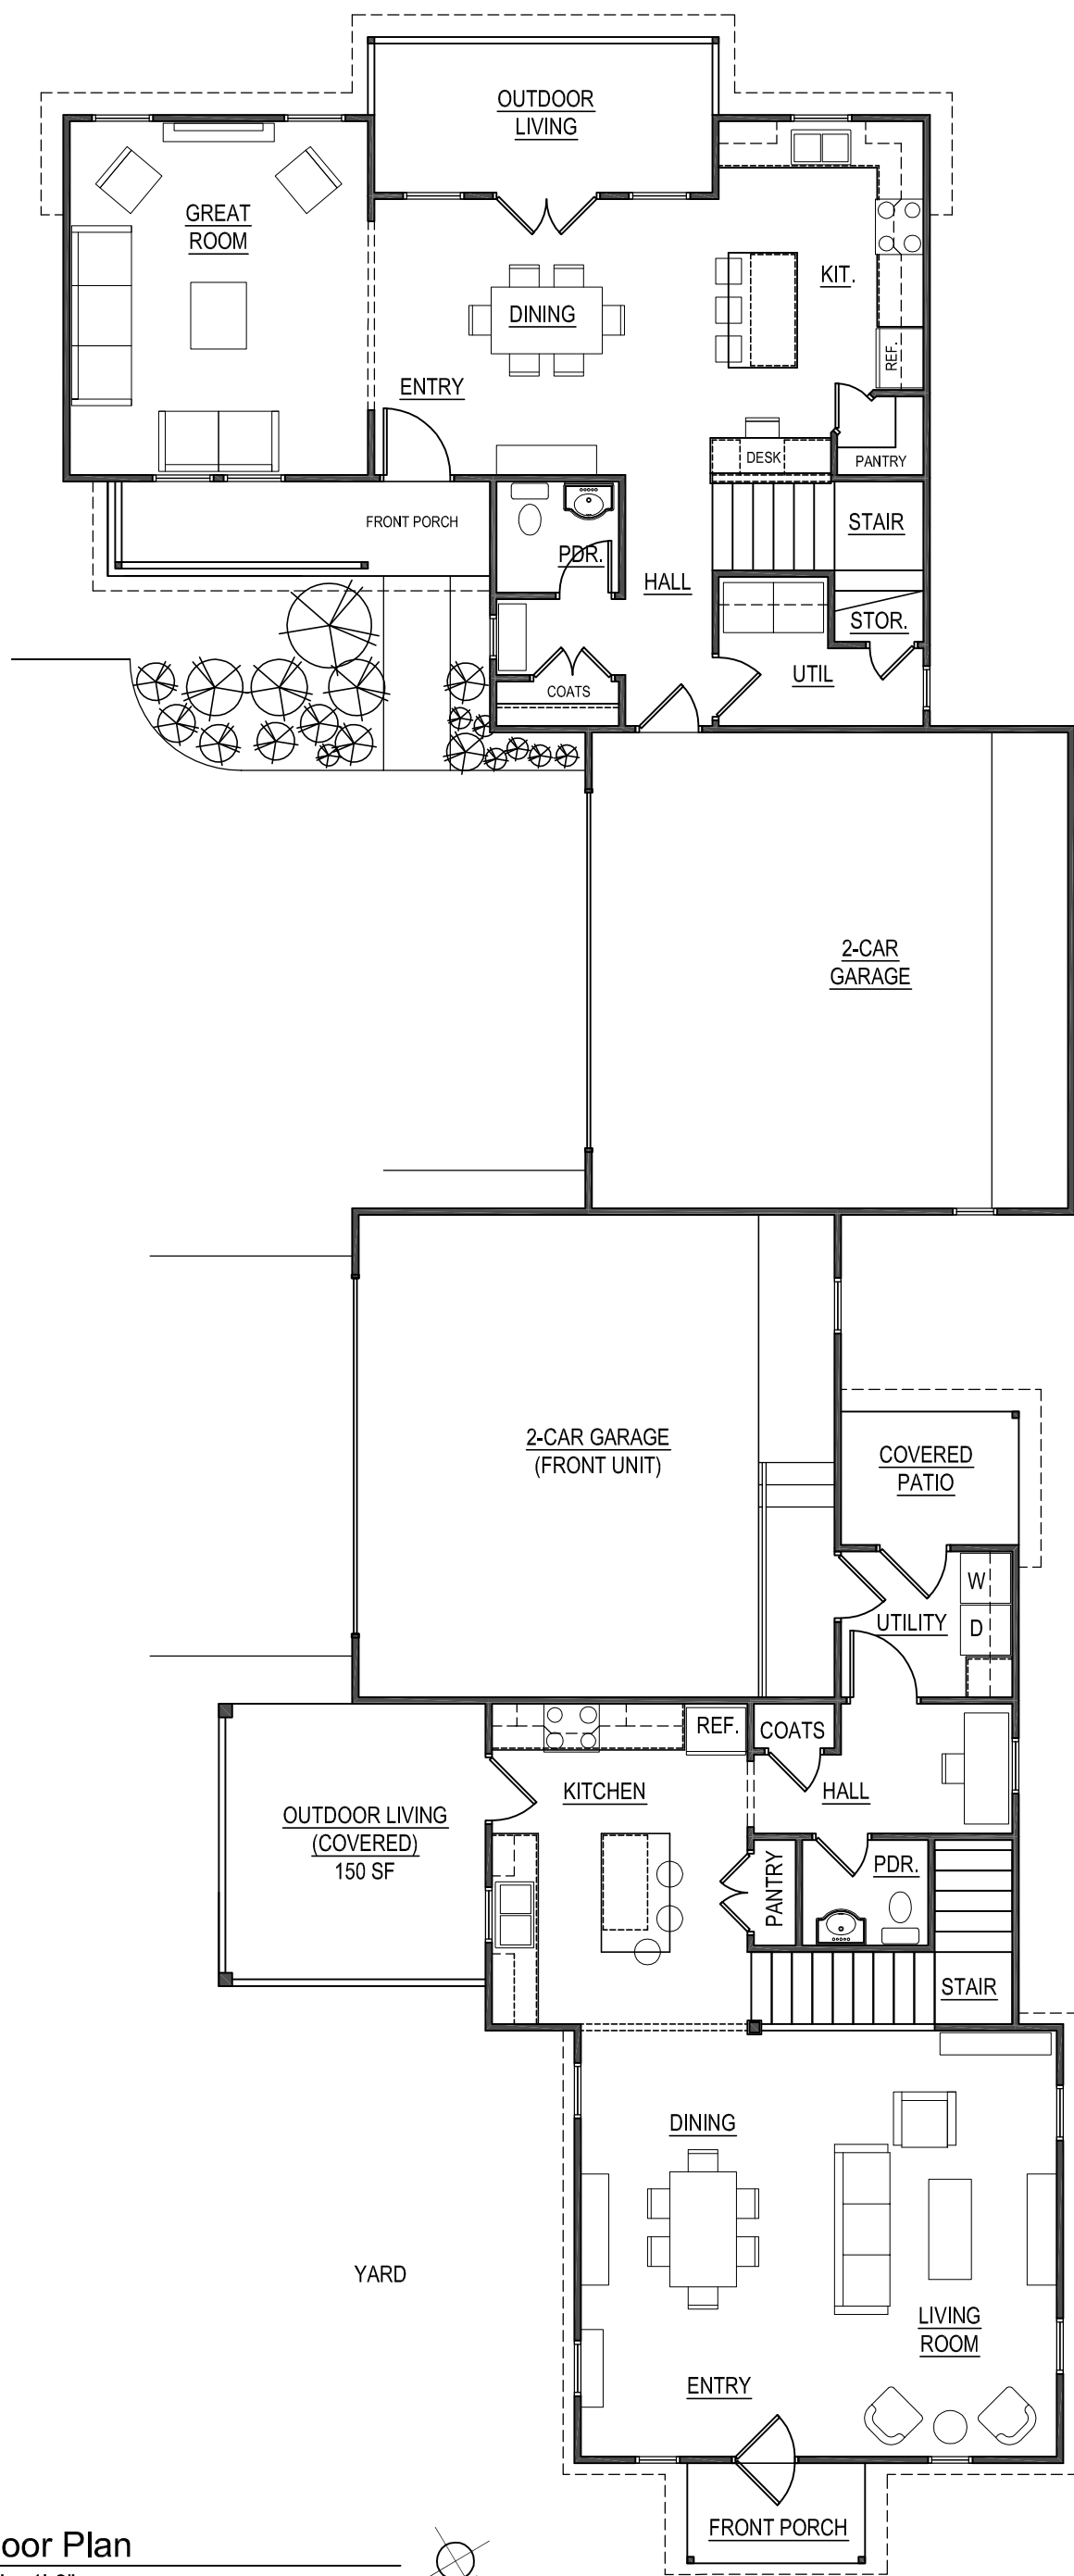 OUTDOOR
LIVING
GREAT
ROOM
KIT.
DINING
REF.
ENTRY
DESK
PANTRY
FRONT PORCH
STAIR
PDR.
HALL
STOR.
UTIL
COATS
2-CAR
GARAGE
2-CAR GARAGE
(FRONT UNIT)
COVERED
PATIO
W
UTILITY
D
REF.
COATS
KITCHEN
HALL
OUTDOOR LIVING
(COVERED)
150 SF
PDR.
PANTRY
STAIR
DINING
YARD
LIVING
ROOM
ENTRY
FRONT PORCH
oor Plan